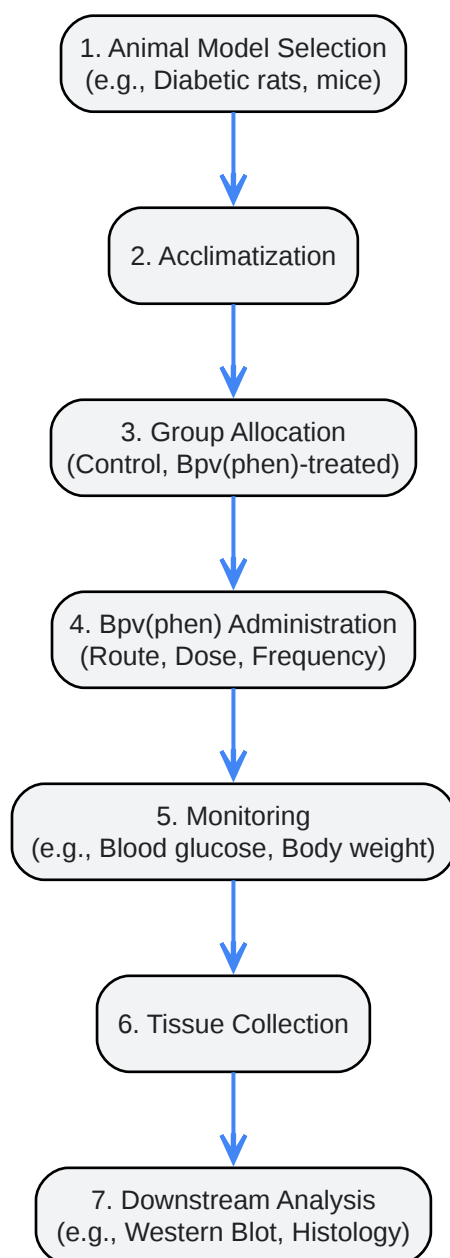 1. Animal Model Selection
(e.g., Diabetic rats, mice)
2. Acclimatization
3. Group Allocation
(Control, Bpv(phen)-treated)
4. Bpv(phen) Administration
(Route, Dose, Frequency)
5. Monitoring
(e.g., Blood glucose, Body weight)
6. Tissue Collection
7. Downstream Analysis
(e.g., Western Blot, Histology)